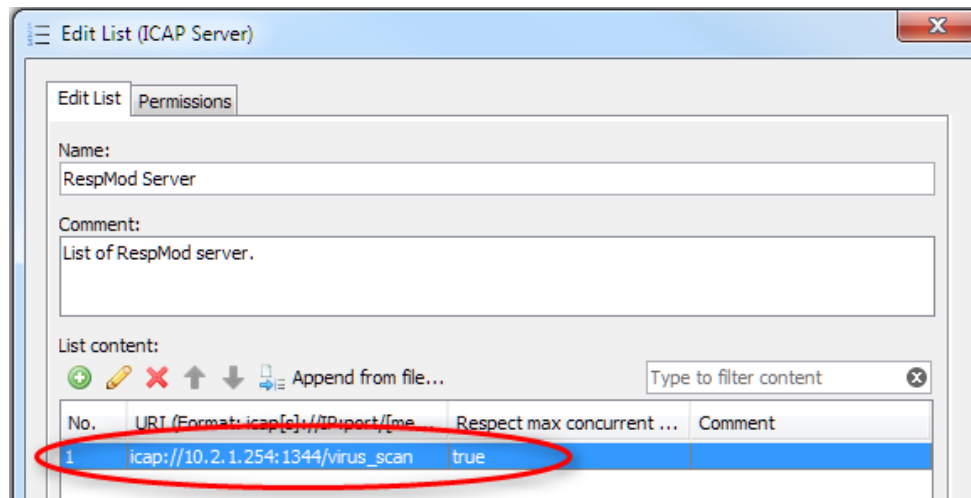 Edit List (ICAP Server)
Edit List Permissions
Name:
RespMod Server
Comment:
List of RespMod server.
List content:
Append from file... Type to filter content
No. URI (Format: icap[s]://IP:port/[me... Respect max concurrent ... Comment
1 icap://10.2.1.254:1344/virus_scan true